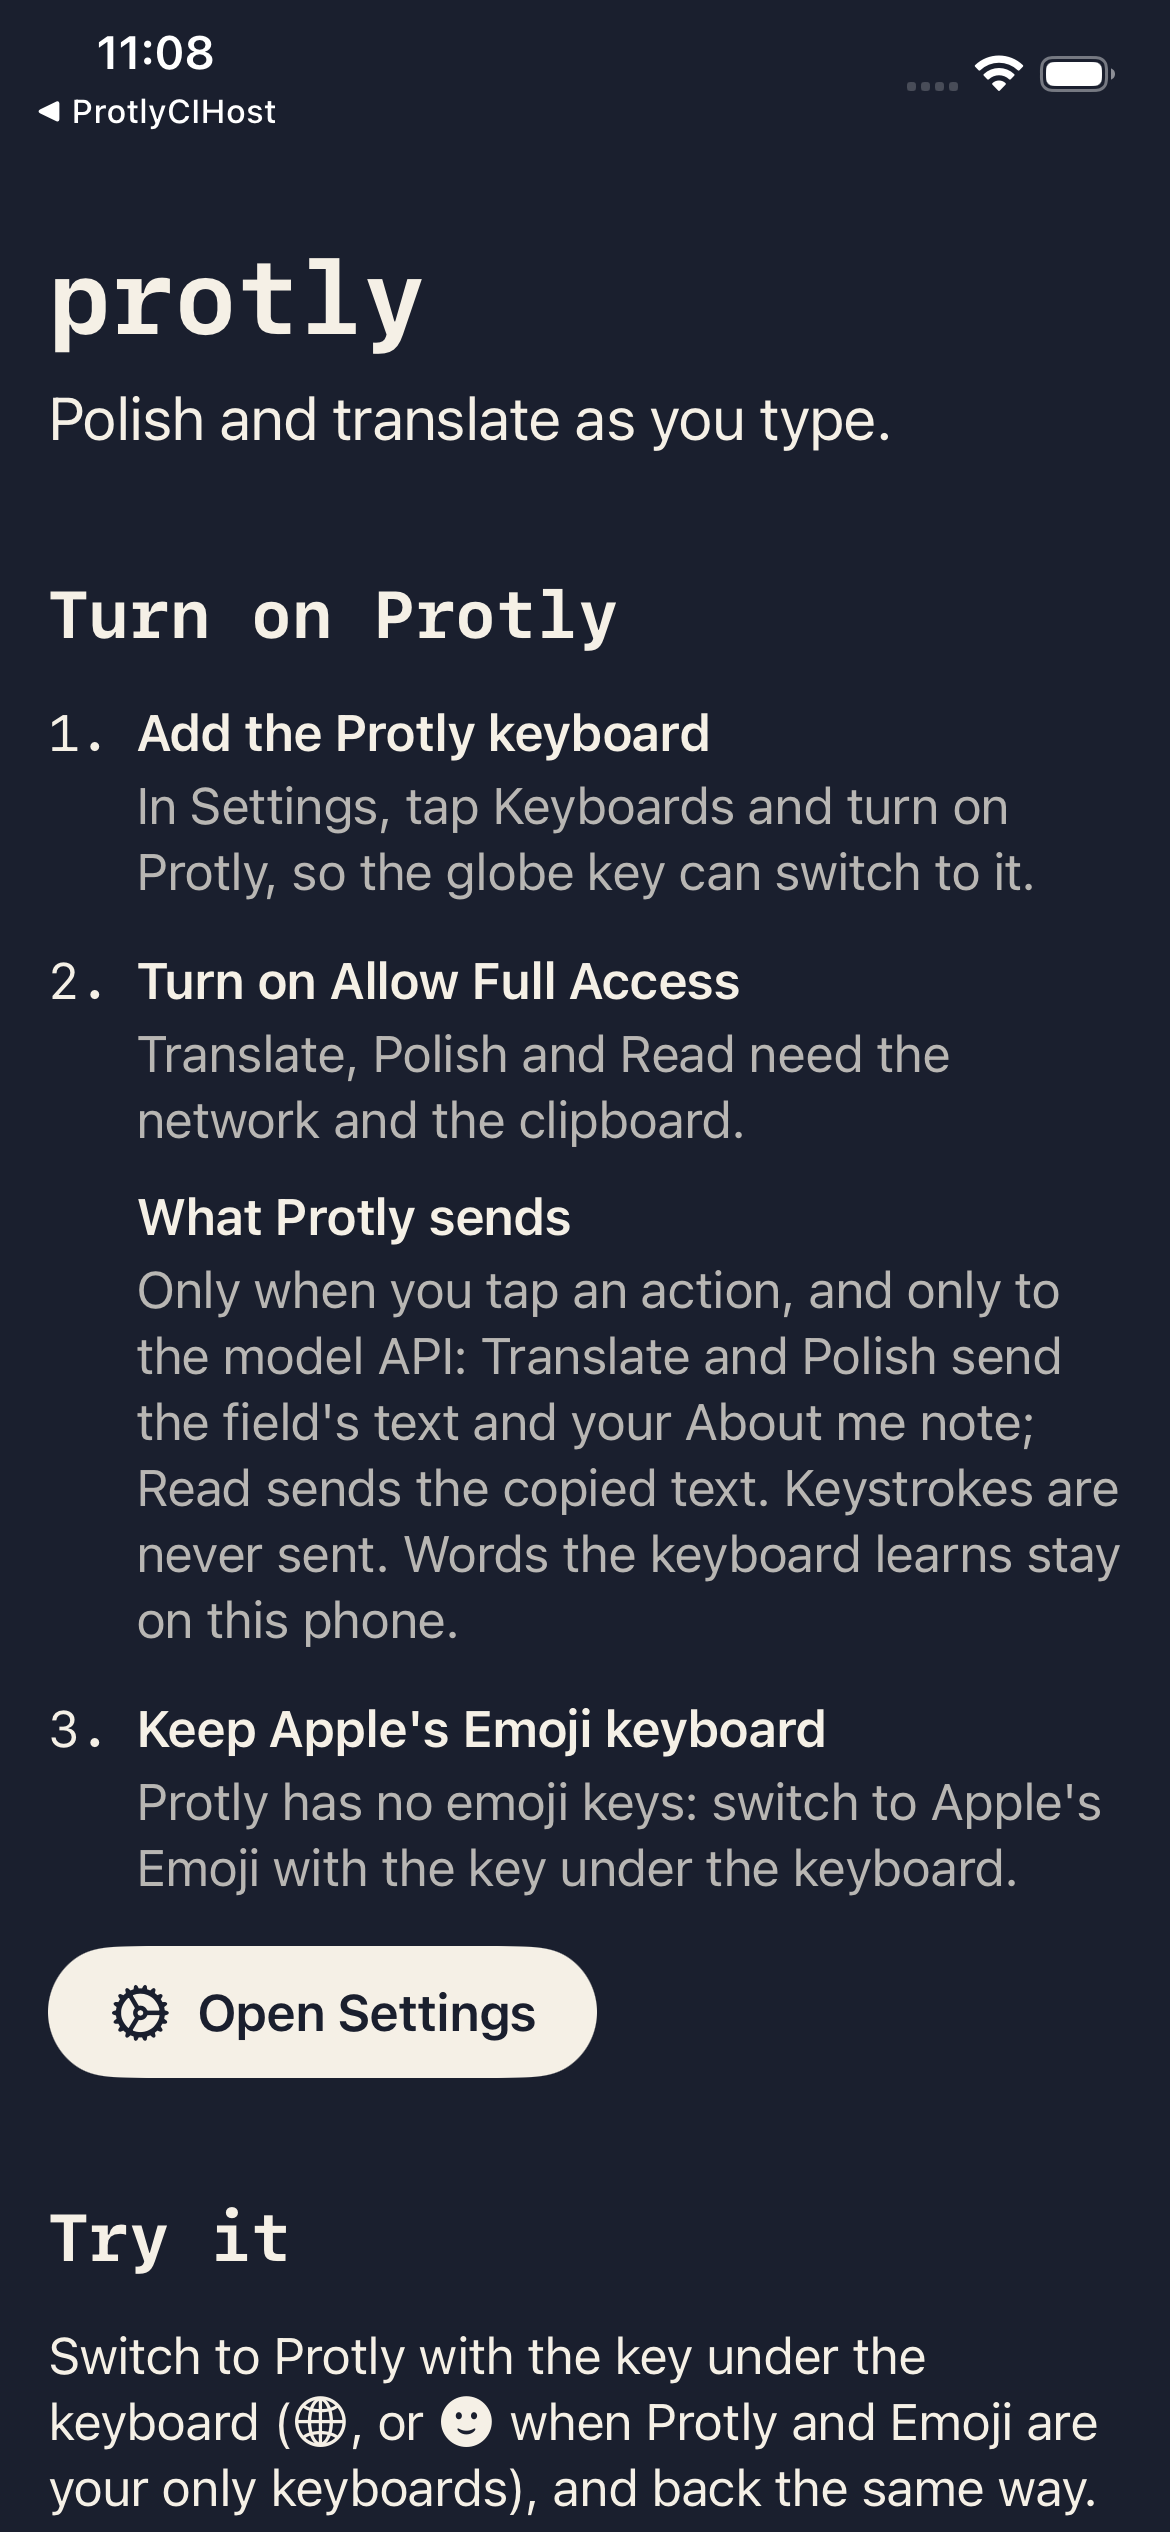 11:08
◀ ProtlyCIHost
protly
Polish and translate as you type.
Turn on Protly
1. Add the Protly keyboard
In Settings, tap Keyboards and turn on
Protly, so the globe key can switch to it.
2. Turn on Allow Full Access
Translate, Polish and Read need the
network and the clipboard.
What Protly sends
Only when you tap an action, and only to
the model API: Translate and Polish send
the field's text and your About me note;
Read sends the copied text. Keystrokes are
never sent. Words the keyboard learns stay
on this phone.
3. Keep Apple's Emoji keyboard
Protly has no emoji keys: switch to Apple's
Emoji with the key under the keyboard.
Open Settings
Try it
Switch to Protly with the key under the
keyboard (🌐, or 🙂 when Protly and Emoji are
your only keyboards), and back the same way.